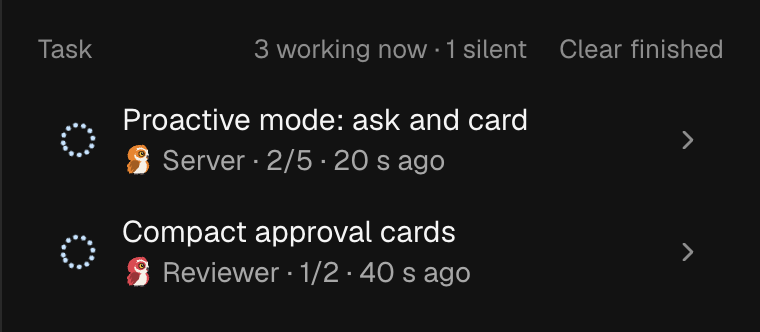 Task 3 working now · 1 silent Clear finished
Proactive mode: ask and card
Server · 2/5 · 20 s ago
Compact approval cards
Reviewer · 1/2 · 40 s ago